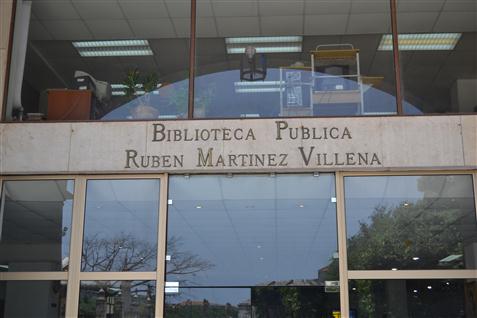 BIBLIOTECA PUBLICA
RUBEN MARTINEZ VILLENA